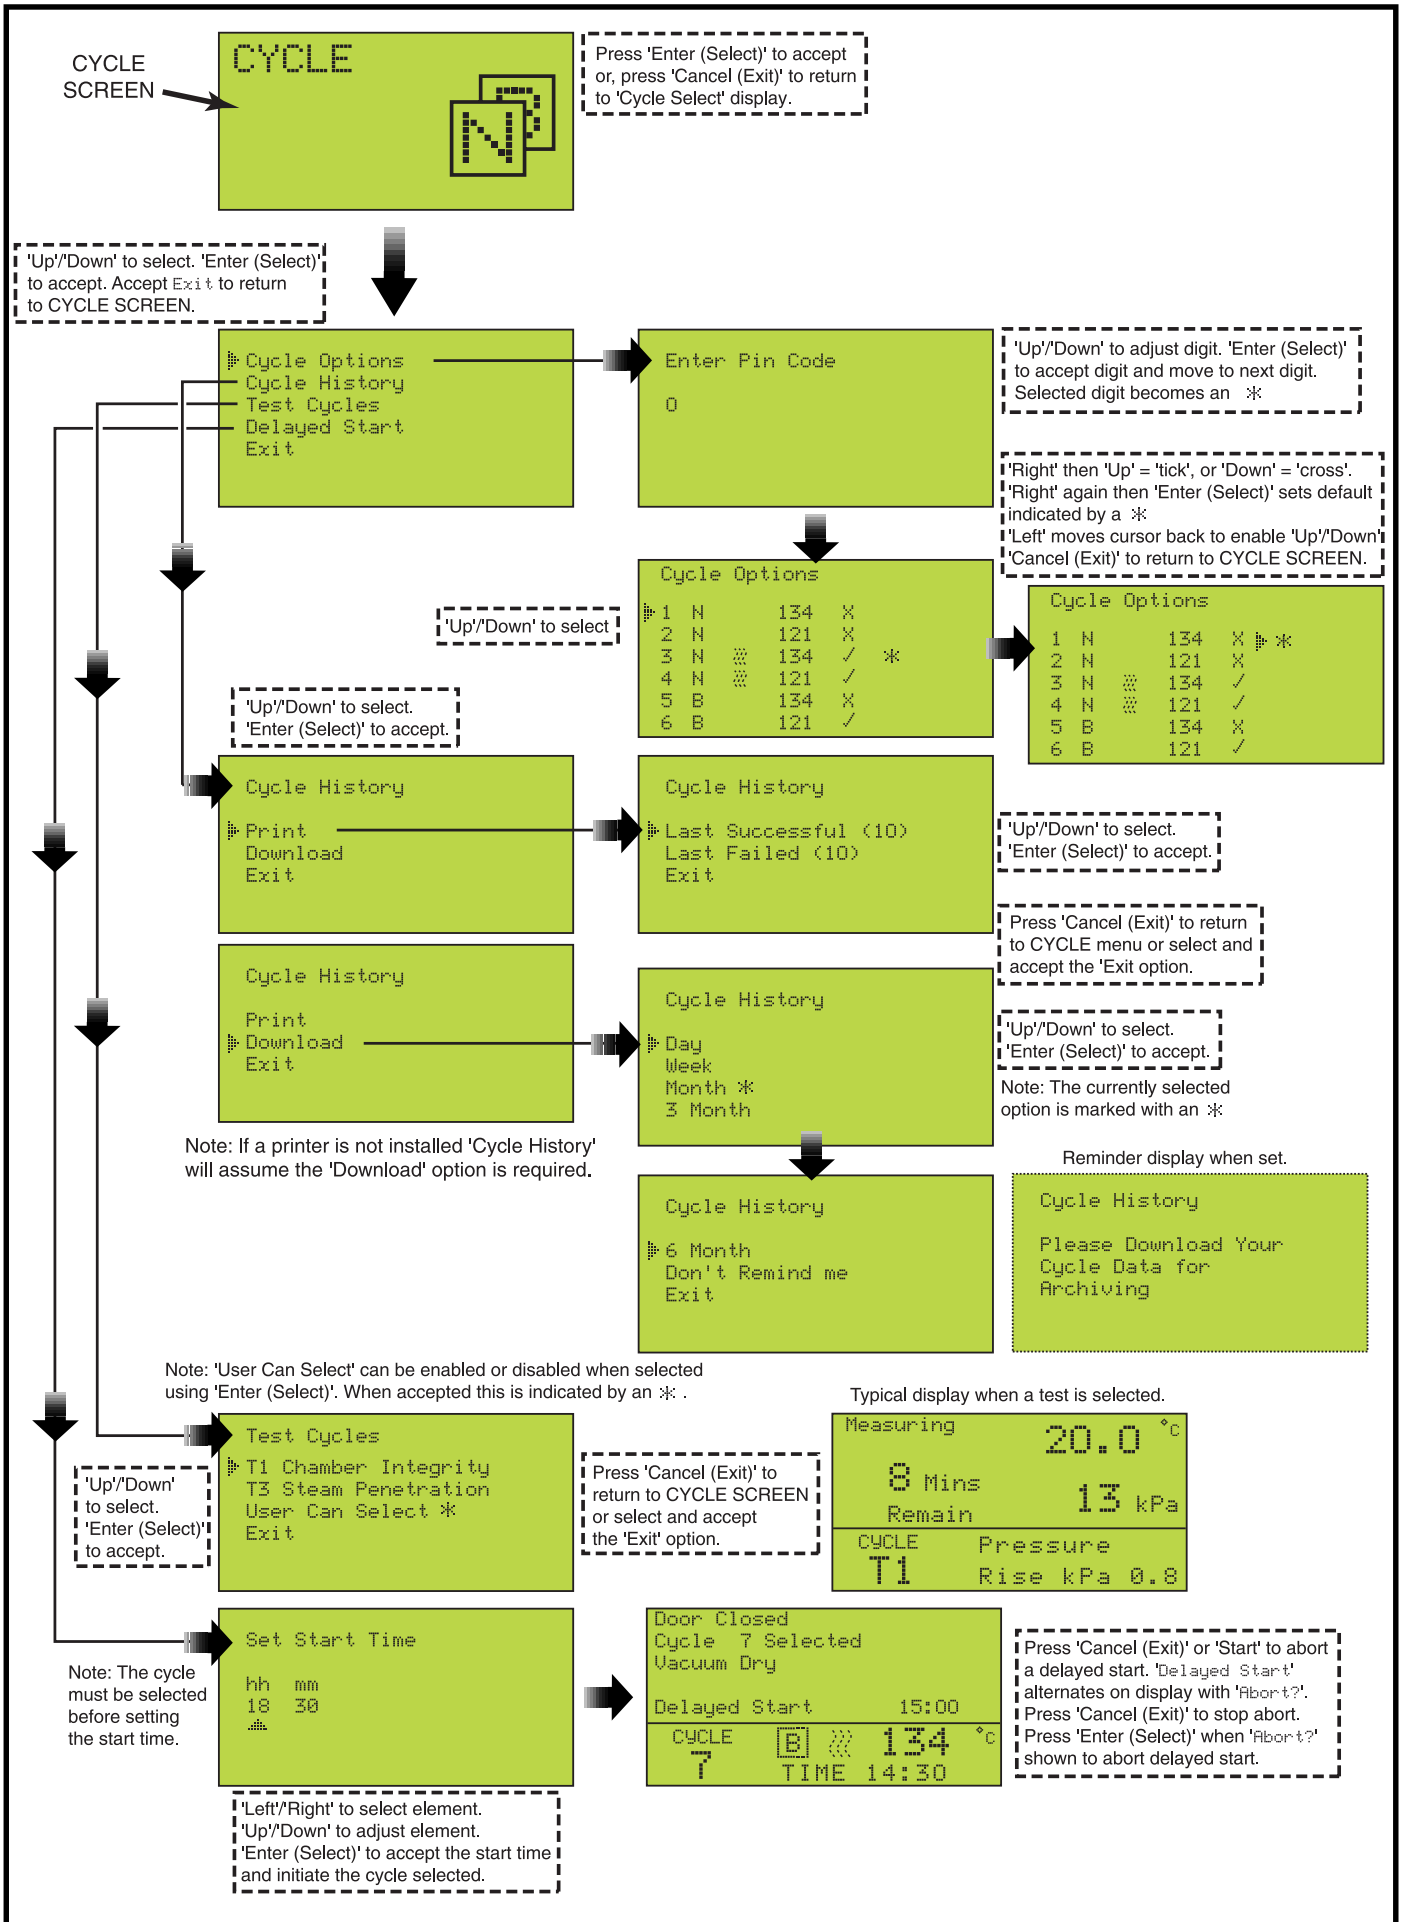 CYCLE
SCREEN
CYCLE
N
B
Press 'Enter (Select)' to accept
or, press 'Cancel (Exit)' to return
to 'Cycle Select' display.
'Up'/'Down' to select. 'Enter (Select)'
to accept. Accept Exit to return
to CYCLE SCREEN.
Cycle Options
Cycle History
Test Cycles
Delayed Start
Exit
Enter Pin Code
0
'Up'/'Down' to adjust digit. 'Enter (Select)'
to accept digit and move to next digit.
Selected digit becomes an *
'Right' then 'Up' = 'tick', or 'Down' = 'cross'.
'Right' again then 'Enter (Select)' sets default
indicated by a *
'Left' moves cursor back to enable 'Up'/'Down'
'Cancel (Exit)' to return to CYCLE SCREEN.
'Up'/'Down' to select
Cycle Options
1 N 134 X
2 N 121 X
3 N 134 ✓ *
4 N 121 ✓
5 B 134 X
6 B 121 ✓
Cycle Options
1 N 134 X *
2 N 121 X
3 N 134 ✓
4 N 121 ✓
5 B 134 X
6 B 121 ✓
'Up'/'Down' to select.
'Enter (Select)' to accept.
Cycle History
Print
Download
Exit
Cycle History
Last Successful (10)
Last Failed (10)
Exit
'Up'/'Down' to select.
'Enter (Select)' to accept.
Press 'Cancel (Exit)' to return
to CYCLE menu or select and
accept the 'Exit option.
Cycle History
Print
Download
Exit
Cycle History
Day
Week
Month *
3 Month
'Up'/'Down' to select.
'Enter (Select)' to accept.
Note: The currently selected
option is marked with an *
Note: If a printer is not installed 'Cycle History'
will assume the 'Download' option is required.
Cycle History
6 Month
Don't Remind me
Exit
Reminder display when set.
Cycle History
Please Download Your
Cycle Data for
Archiving
Note: 'User Can Select' can be enabled or disabled when selected
using 'Enter (Select)'. When accepted this is indicated by an * .
'Up'/'Down'
to select.
'Enter (Select)'
to accept.
Test Cycles
T1 Chamber Integrity
T3 Steam Penetration
User Can Select *
Exit
Press 'Cancel (Exit)' to
return to CYCLE SCREEN
or select and accept
the 'Exit' option.
Typical display when a test is selected.
Measuring 20.0 °C
8 Mins
Remain 13 kPa
CYCLE Pressure
T1 Rise kPa 0.8
Note: The cycle
must be selected
before setting
the start time.
Set Start Time
hh mm
18 30
Door Closed
Cycle 7 Selected
Vacuum Dry
Delayed Start 15:00
CYCLE B 134 °C
7 TIME 14:30
Press 'Cancel (Exit)' or 'Start' to abort
a delayed start. 'Delayed Start'
alternates on display with 'Abort?'.
Press 'Cancel (Exit)' to stop abort.
Press 'Enter (Select)' when 'Abort?'
shown to abort delayed start.
'Left'/'Right' to select element.
'Up'/'Down' to adjust element.
'Enter (Select)' to accept the start time
and initiate the cycle selected.